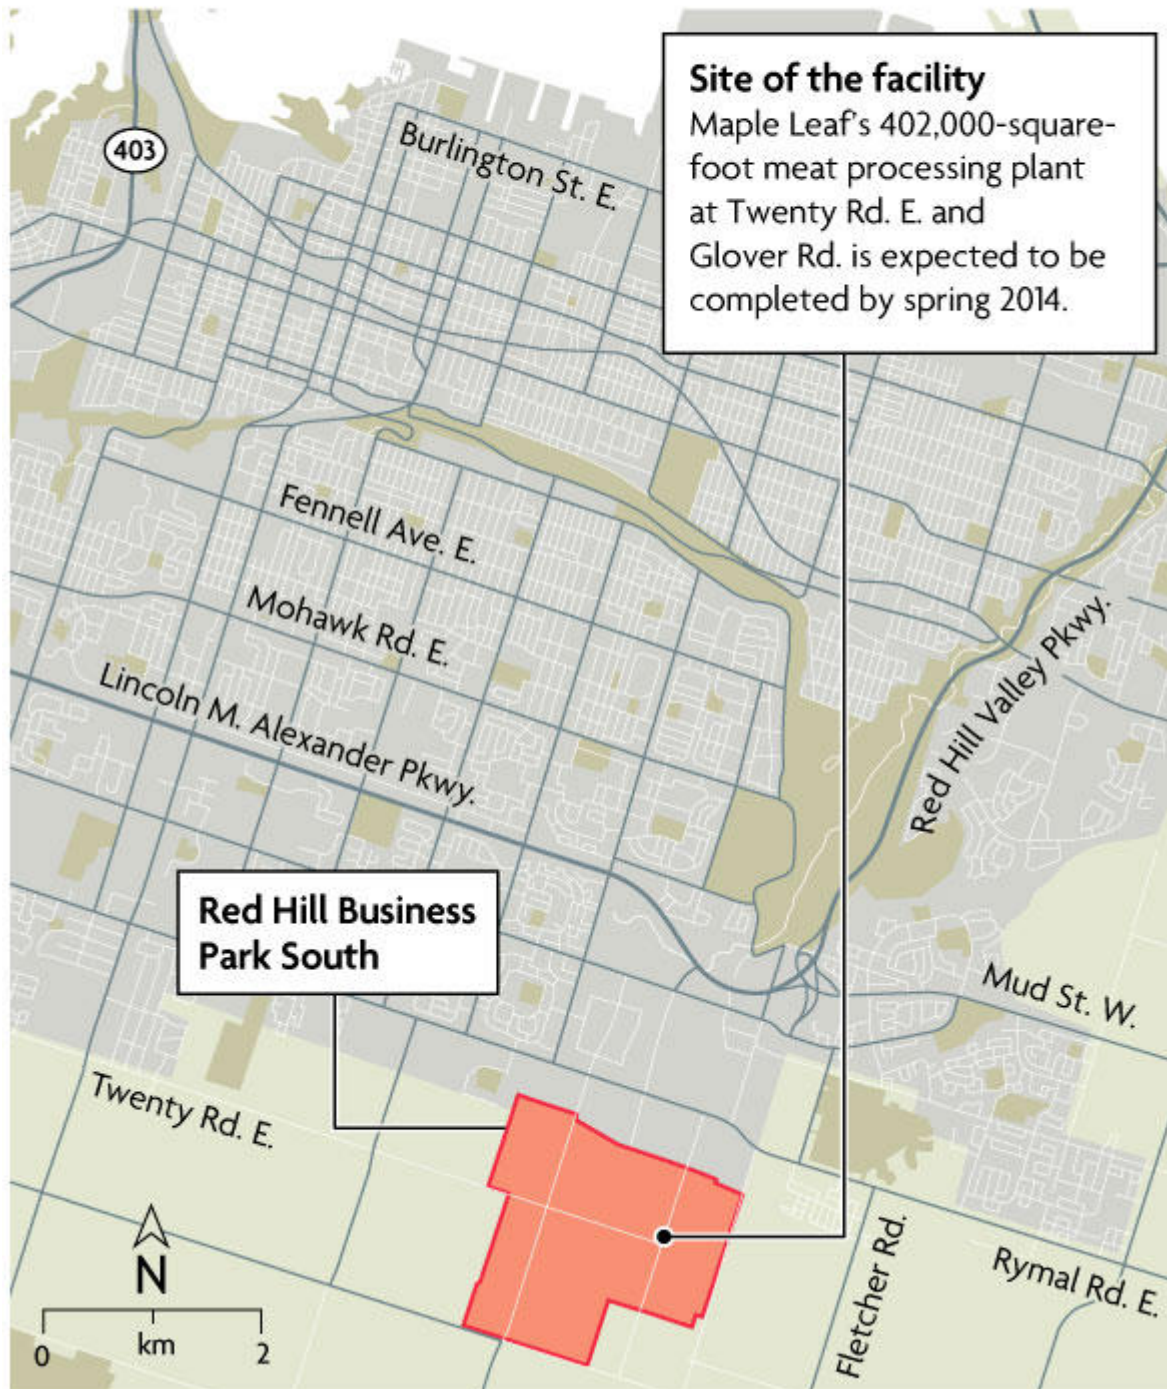 Site of the facility
Maple Leaf's 402,000-square-
foot meat processing plant
at Twenty Rd. E. and
Glover Rd. is expected to be
completed by spring 2014.
403
Burlington St. E.
Fennell Ave. E.
Mohawk Rd. E.
Lincoln M. Alexander Pkwy.
Red Hill Valley Pkwy.
Red Hill Business
Park South
Mud St. W.
Twenty Rd. E.
Fletcher Rd.
Rymal Rd. E.
N
km
0 2